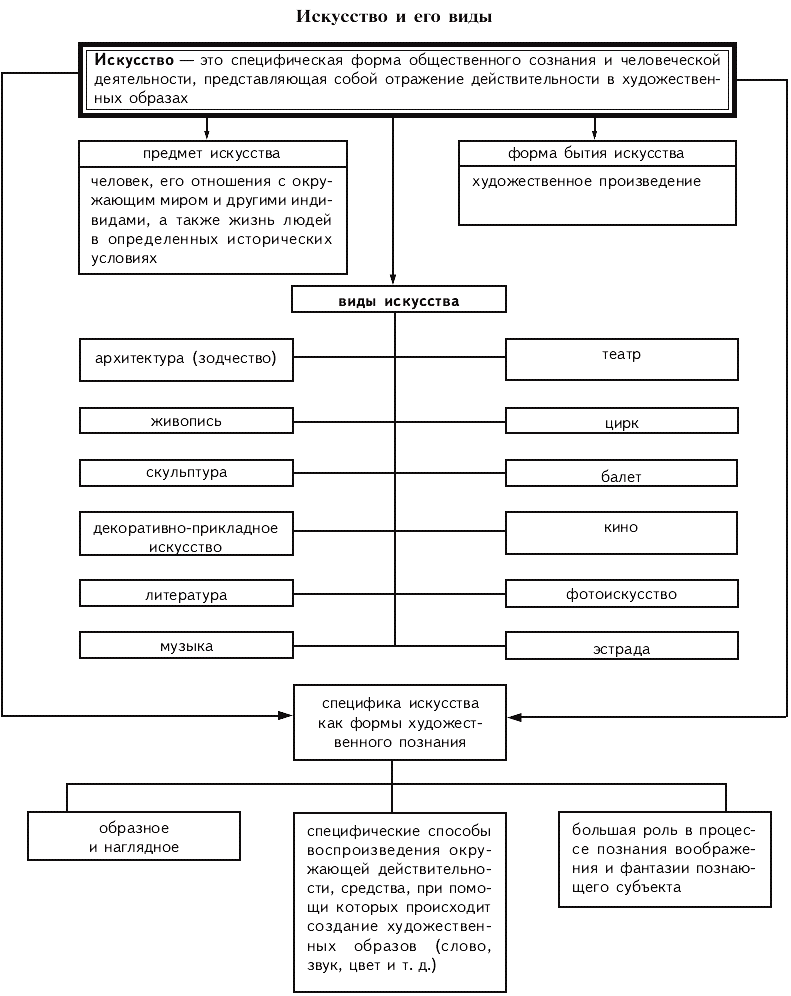 Искусство и его виды
Искусство — это специфическая форма общественного сознания и человеческой
деятельности, представляющая собой отражение действительности в художествен-
ных образах
предмет искусства
человек, его отношения с окру-
жающим миром и другими инди-
видами, а также жизнь людей
в определенных исторических
условиях
форма бытия искусства
художественное произведение
виды искусства
архитектура (зодчество)
театр
живопись
цирк
скульптура
балет
декоративно-прикладное
искусство
кино
литература
фотоискусство
музыка
эстрада
специфика искусства
как формы художест-
венного познания
образное
и наглядное
специфические способы
воспроизведения окру-
жающей действительно-
сти, средства, при помо-
щи которых происходит
создание художествен-
ных образов (слово,
звук, цвет и т. д.)
большая роль в процес-
се познания воображе-
ния и фантазии познаю-
щего субъекта